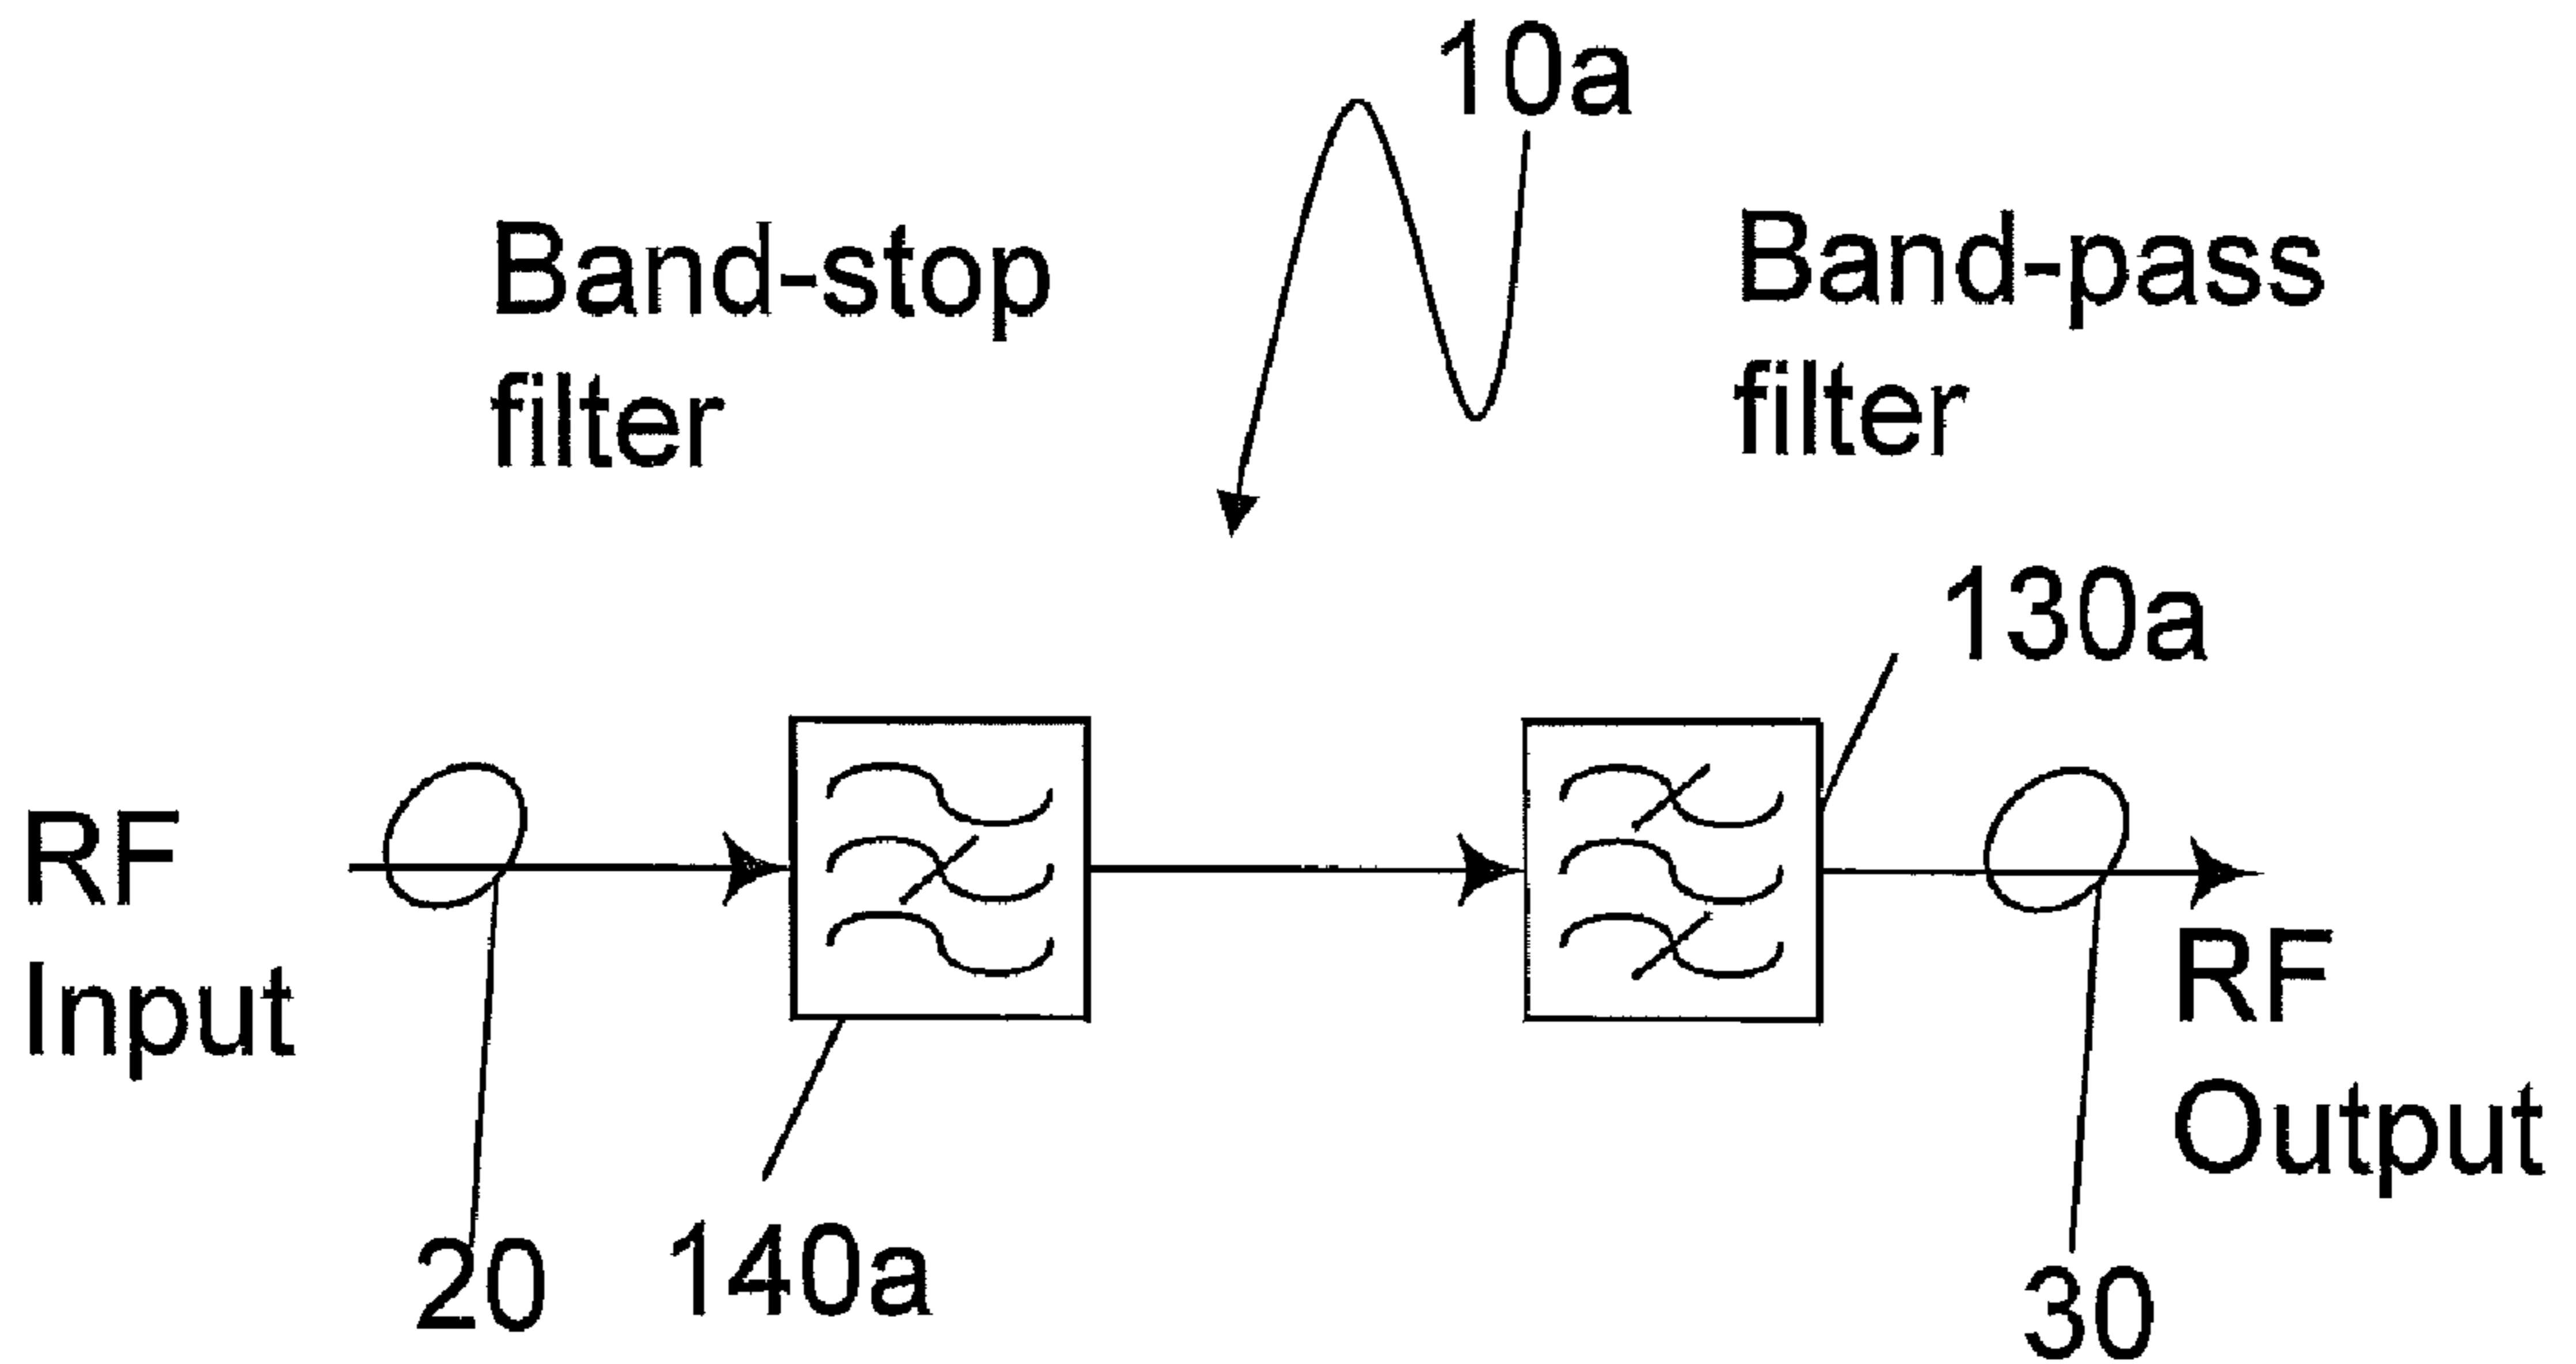 10a
Band-stop
filter
Band-pass
filter
130a
RF
Input
RF
Output
20
140a
30